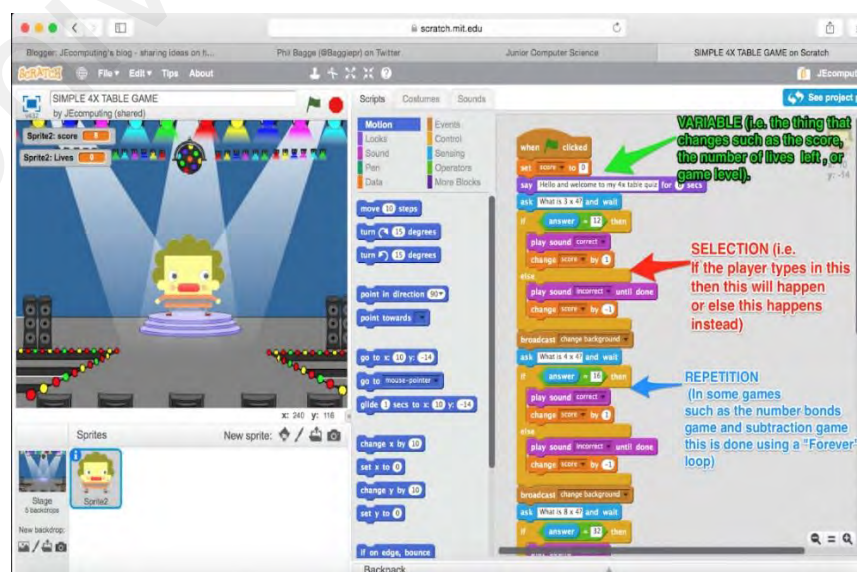 scratch.mit.edu
Blogger: JEcomputing's blog - sharing ideas on h...
Phil Bagge (@Baggiepr) on Twitter
Junior Computer Science
SIMPLE 4X TABLE GAME on Scratch
SCRATCH File Edit Tips About
JEcomput
SIMPLE 4X TABLE GAME
by JEcomputing (shared)
Scripts Costumes Sounds
See project p
Sprite2: score
Sprite2: Lives
Motion
Looks
Sound
Pen
Data
Events
Control
Sensing
Operators
More Blocks
move 10 steps
turn 15 degrees
turn 15 degrees
point in direction 90
point towards
go to x: 10 y: -14
go to mouse-pointer
glide 1 secs to x: 10 y: -14
change x by 10
set x to 0
change y by 10
set y to 0
if on edge, bounce
when clicked
set score to 0
say Hello and welcome to my 4x table quiz for secs
ask What is 3 x 4? and wait
if answer = 12 then
play sound correct
change score by 1
else
play sound incorrect until done
change score by -1
broadcast change background
ask What is 4 x 4? and wait
if answer = 16 then
play sound correct
change score by 1
else
play sound incorrect until done
change score by -1
broadcast change background
ask What is 8 x 4? and wait
if answer = 32 then
VARIABLE (i.e. the thing that
changes such as the score,
the number of lives left , or
game level).
y: -14
SELECTION (i.e.
If the player types in this
then this will happen
or else this happens
instead)
REPETITION
(In some games
such as the number bonds
game and subtraction game
this is done using a "Forever"
loop)
x: 240 y: 116
Sprites
New sprite:
Stage
5 backdrops
Sprite2
New backdrop:
Backpack